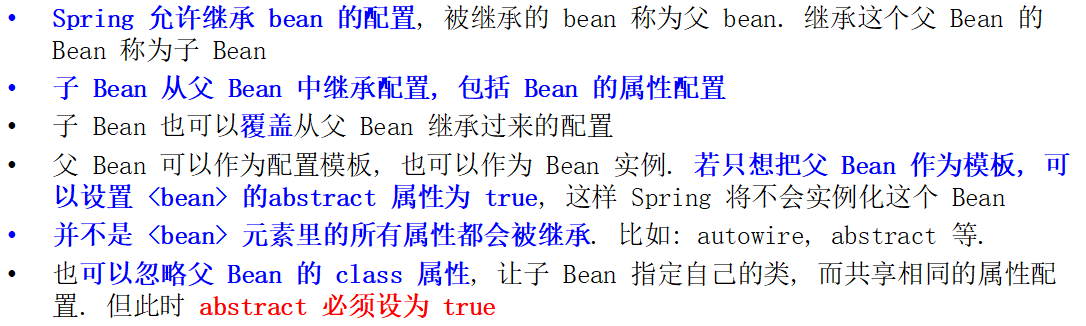 • Spring 允许继承 bean 的配置, 被继承的 bean 称为父 bean. 继承这个父 Bean 的
Bean 称为子 Bean
• 子 Bean 从父 Bean 中继承配置, 包括 Bean 的属性配置
• 子 Bean 也可以覆盖从父 Bean 继承过来的配置
• 父 Bean 可以作为配置模板, 也可以作为 Bean 实例. 若只想把父 Bean 作为模板, 可
以设置 <bean> 的abstract 属性为 true, 这样 Spring 将不会实例化这个 Bean
• 并不是 <bean> 元素里的所有属性都会被继承. 比如: autowire, abstract 等.
• 也可以忽略父 Bean 的 class 属性, 让子 Bean 指定自己的类, 而共享相同的属性配
置. 但此时 abstract 必须设为 true